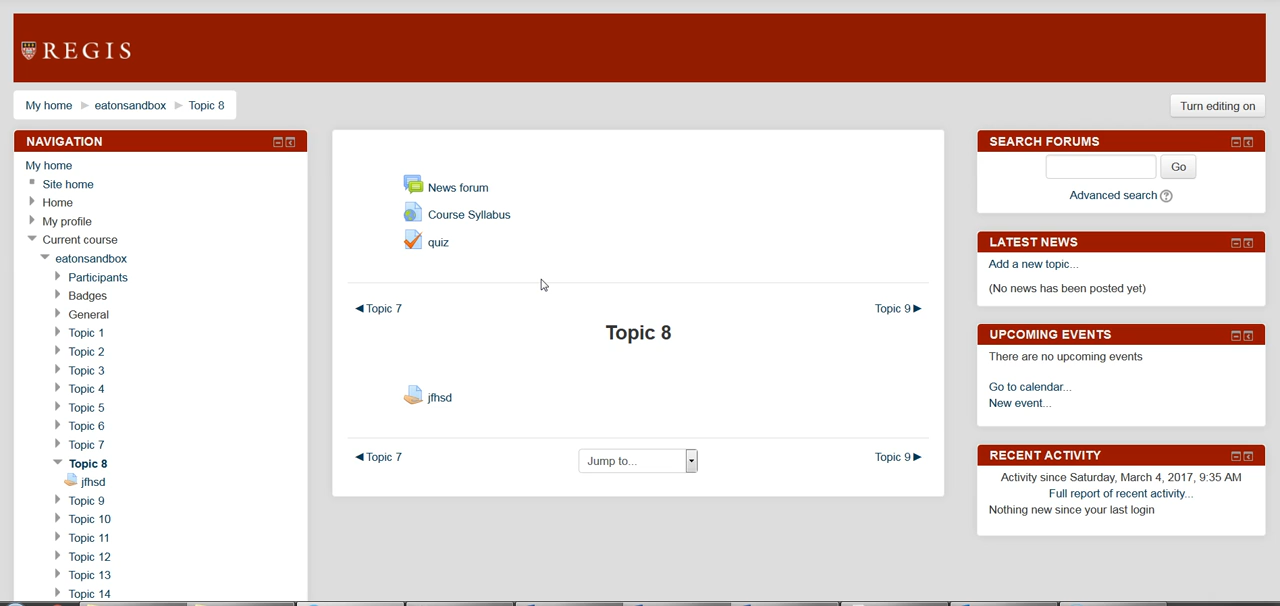 REGIS
My home eatonsandbox Topic 8
Turn editing on
NAVIGATION
My home
Site home
Home
My profile
Current course
eatonsandbox
Participants
Badges
General
Topic 1
Topic 2
Topic 3
Topic 4
Topic 5
Topic 6
Topic 7
Topic 8
jfhsd
Topic 9
Topic 10
Topic 11
Topic 12
Topic 13
Topic 14
News forum
Course Syllabus
quiz
◀Topic 7
Topic 9▶
Topic 8
jfhsd
◀Topic 7
Jump to...
Topic 9▶
SEARCH FORUMS
Go
Advanced search ?
LATEST NEWS
Add a new topic...
(No news has been posted yet)
UPCOMING EVENTS
There are no upcoming events
Go to calendar...
New event...
RECENT ACTIVITY
Activity since Saturday, March 4, 2017, 9:35 AM
Full report of recent activity...
Nothing new since your last login